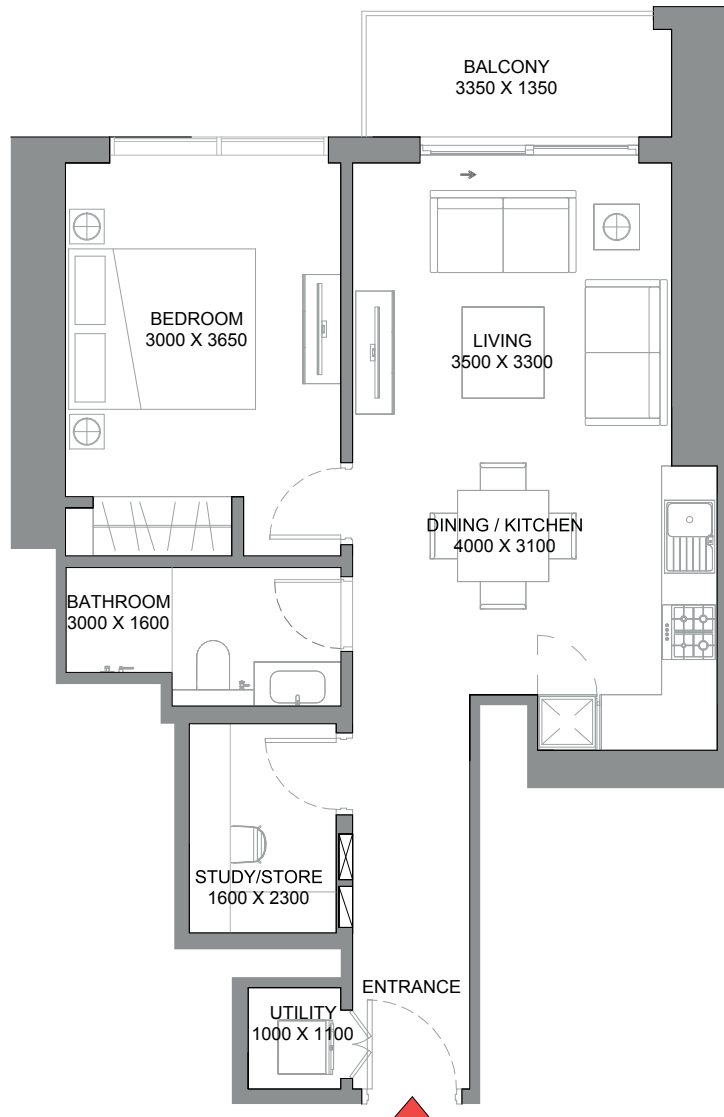 BALCONY
3350 X 1350
BEDROOM
3000 X 3650
LIVING
3500 X 3300
DINING / KITCHEN
4000 X 3100
BATHROOM
3000 X 1600
STUDY/STORE
1600 X 2300
ENTRANCE
UTILITY
1000 X 1100